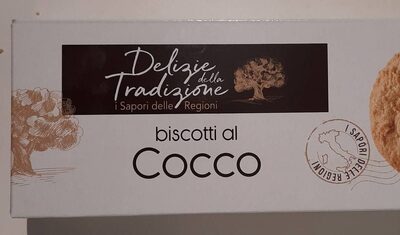 Delizie
della
Tradizione
i Sapori delle Regioni
biscotti al
Cocco
I SAPORI DELLE REGIONI